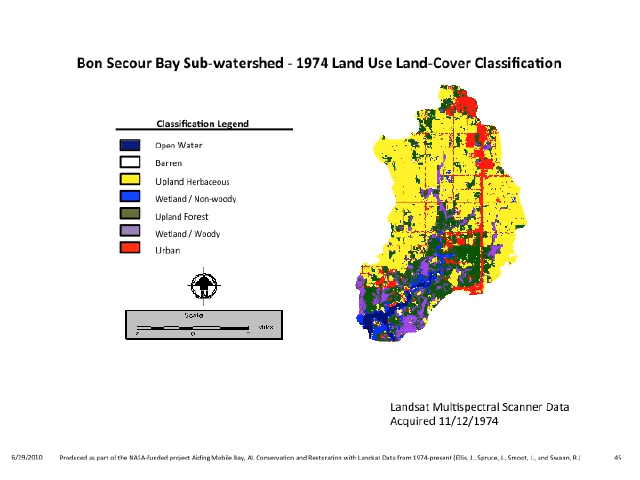 Bon Secour Bay Sub-watershed - 1974 Land Use Land-Cover Classification
Classification Legend
Open Water
Barren
Upland Herbaceous
Wetland / Non-woody
Upland Forest
Wetland / Woody
Urban
Scale
2 0
Miles
Landsat Multispectral Scanner Data
Acquired 11/12/1974
6/29/2010 Produced as part of the NASA-funded project Aiding Mobile Bay, AL Conservation and Restoration with Landsat Data from 1974-present (Ellis, J., Spruce, J., Smoot, J., and Swann, R.) 45